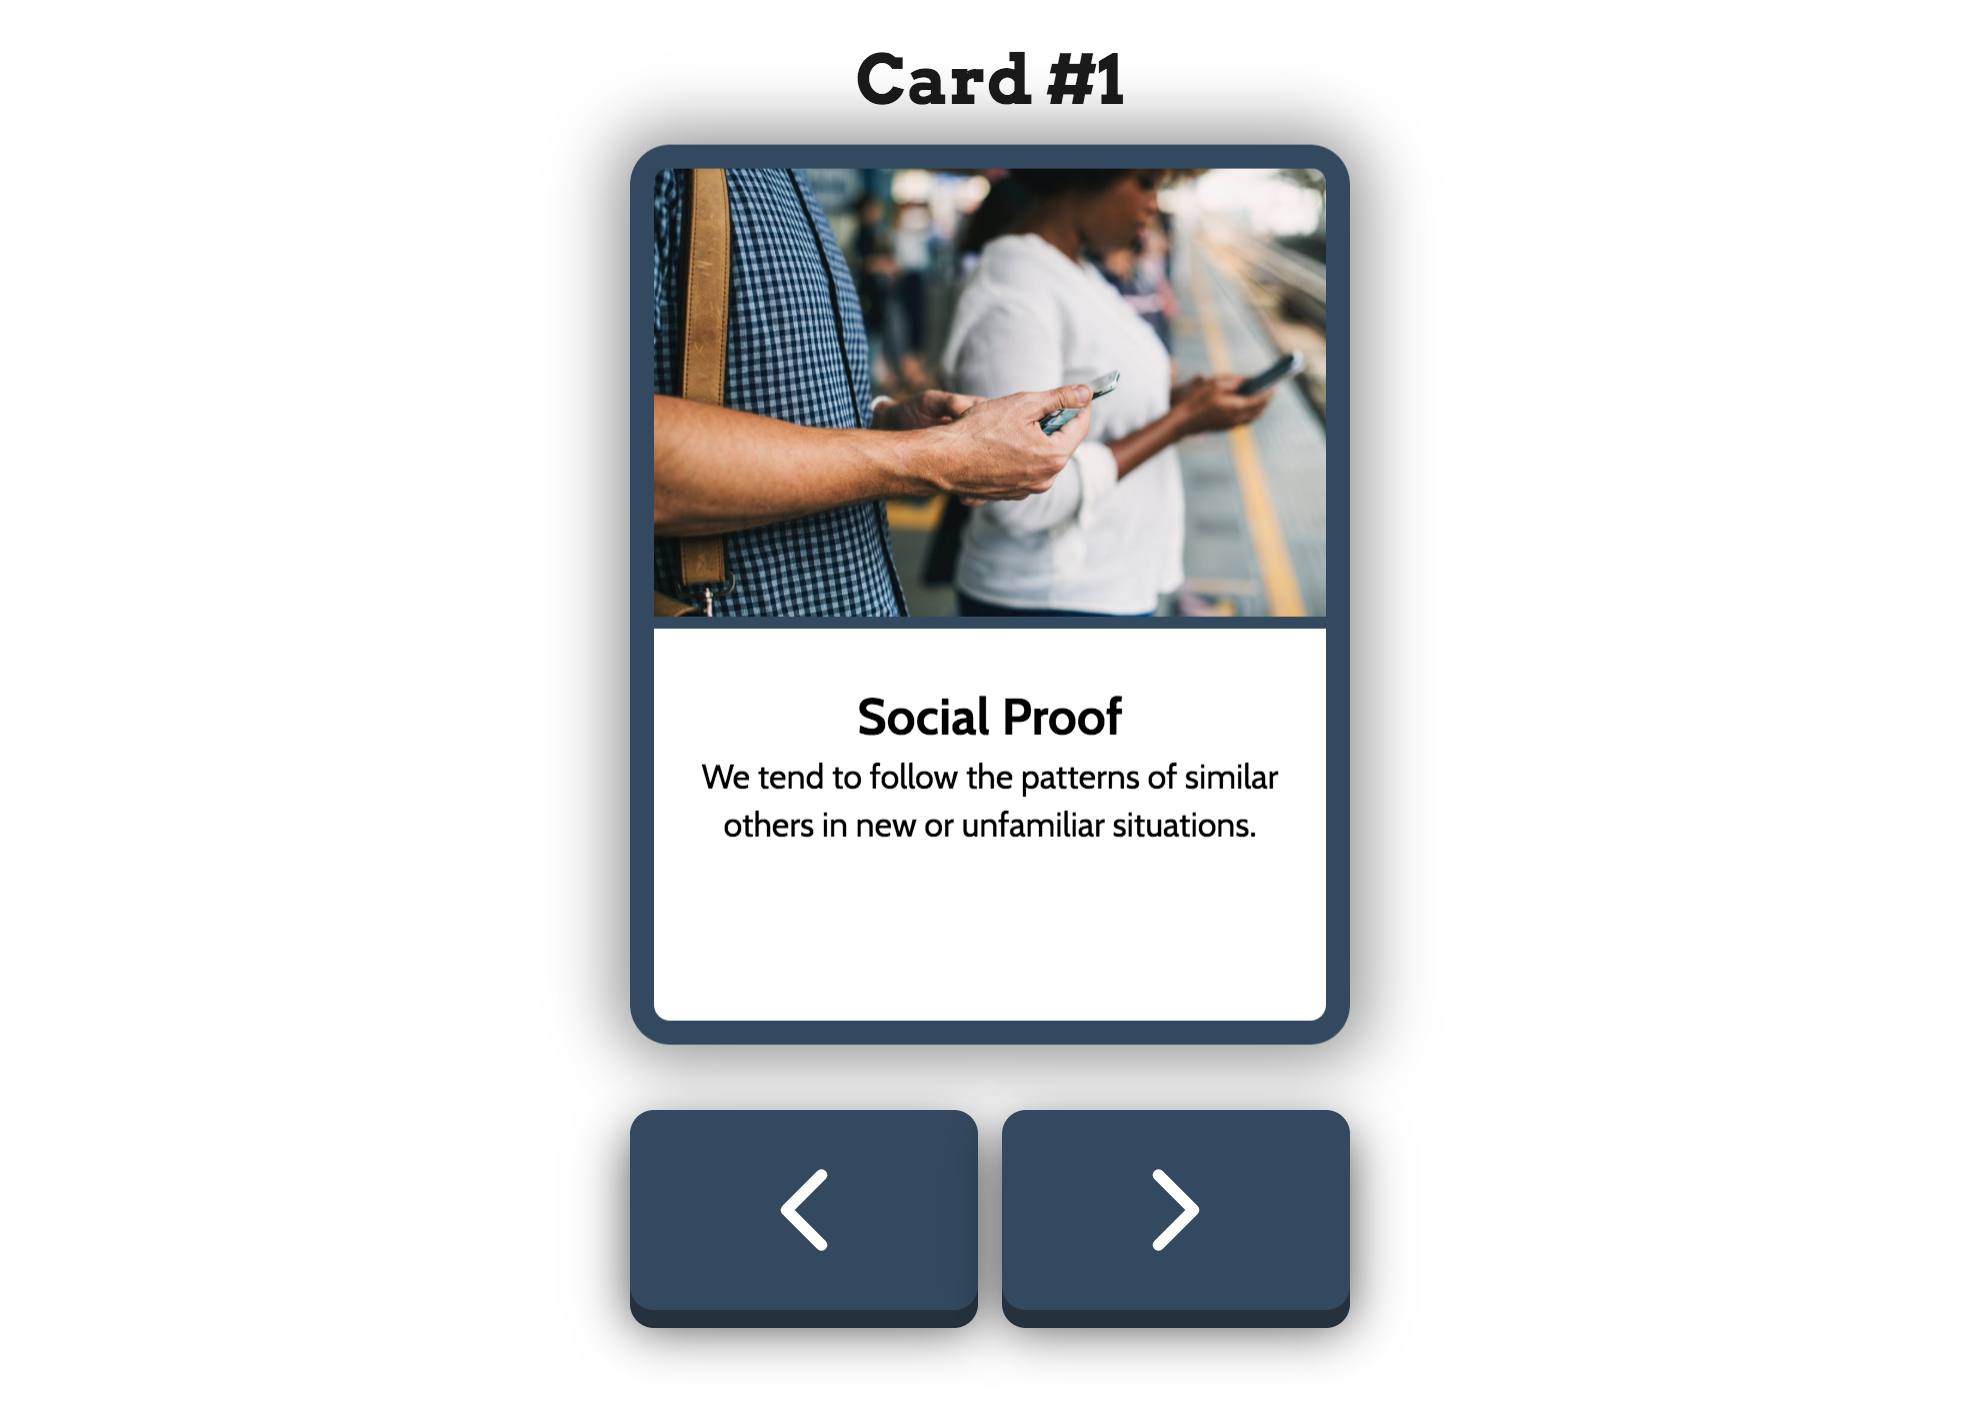 Card #1
Social Proof
We tend to follow the patterns of similar
others in new or unfamiliar situations.